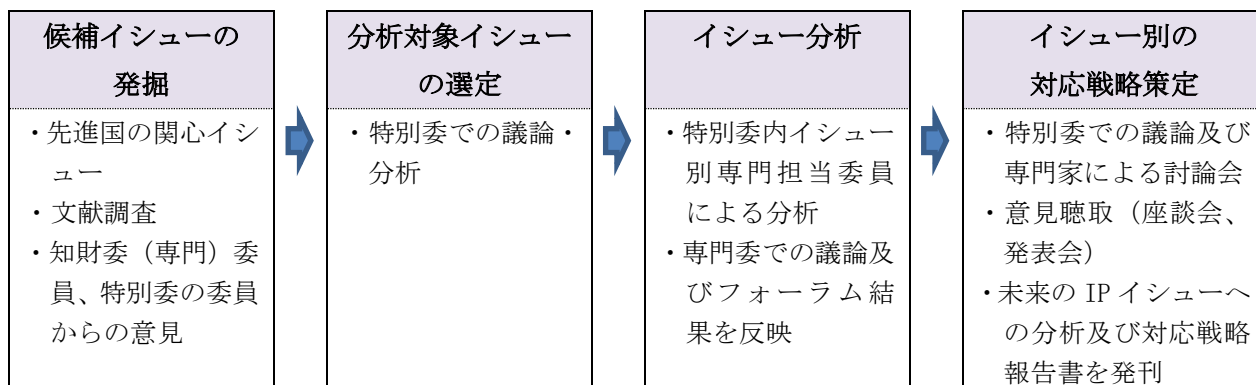 候補イシューの
発掘
・先進国の関心イシ
ュー
・文献調査
・知財委（専門）委
員、特別委の委員
からの意見
分析対象イシュー
の選定
・特別委での議論・
分析
イシュー分析
・特別委内イシュー
別専門担当委員
による分析
・専門委での議論及
びフォーラム結
果を反映
イシュー別の
対応戦略策定
・特別委での議論及び
専門家による討論会
・意見聴取（座談会、
発表会）
・未来の IP イシューへ
の分析及び対応戦略
報告書を発刊